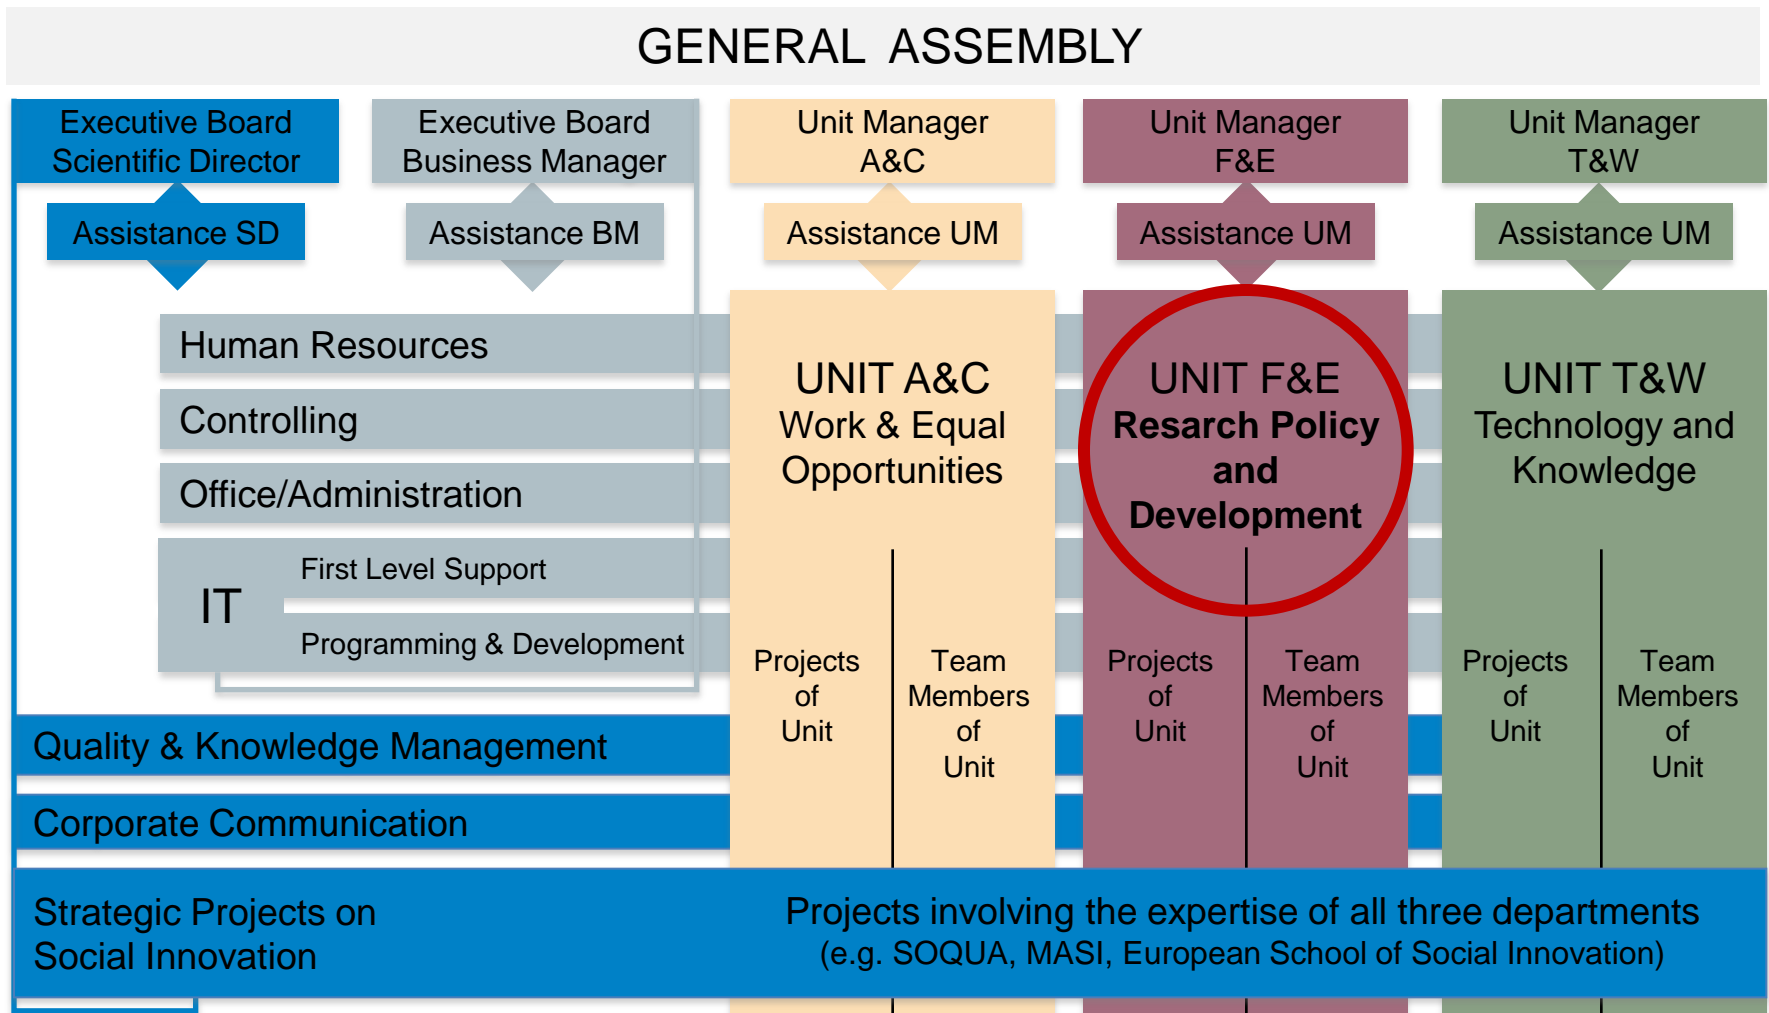 GENERAL ASSEMBLY
Executive Board
Scientific Director
Executive Board
Business Manager
Unit Manager
A&C
Unit Manager
F&E
Unit Manager
T&W
Assistance SD
Assistance BM
Assistance UM
Assistance UM
Assistance UM
Human Resources
Controlling
Office/Administration
IT
First Level Support
Programming & Development
UNIT A&C
Work & Equal
Opportunities
UNIT F&E
Resarch Policy
and
Development
UNIT T&W
Technology and
Knowledge
Projects
of
Unit
Team
Members
of
Unit
Projects
of
Unit
Team
Members
of
Unit
Projects
of
Unit
Team
Members
of
Unit
Quality & Knowledge Management
Corporate Communication
Strategic Projects on
Social Innovation
Projects involving the expertise of all three departments
(e.g. SOQUA, MASI, European School of Social Innovation)